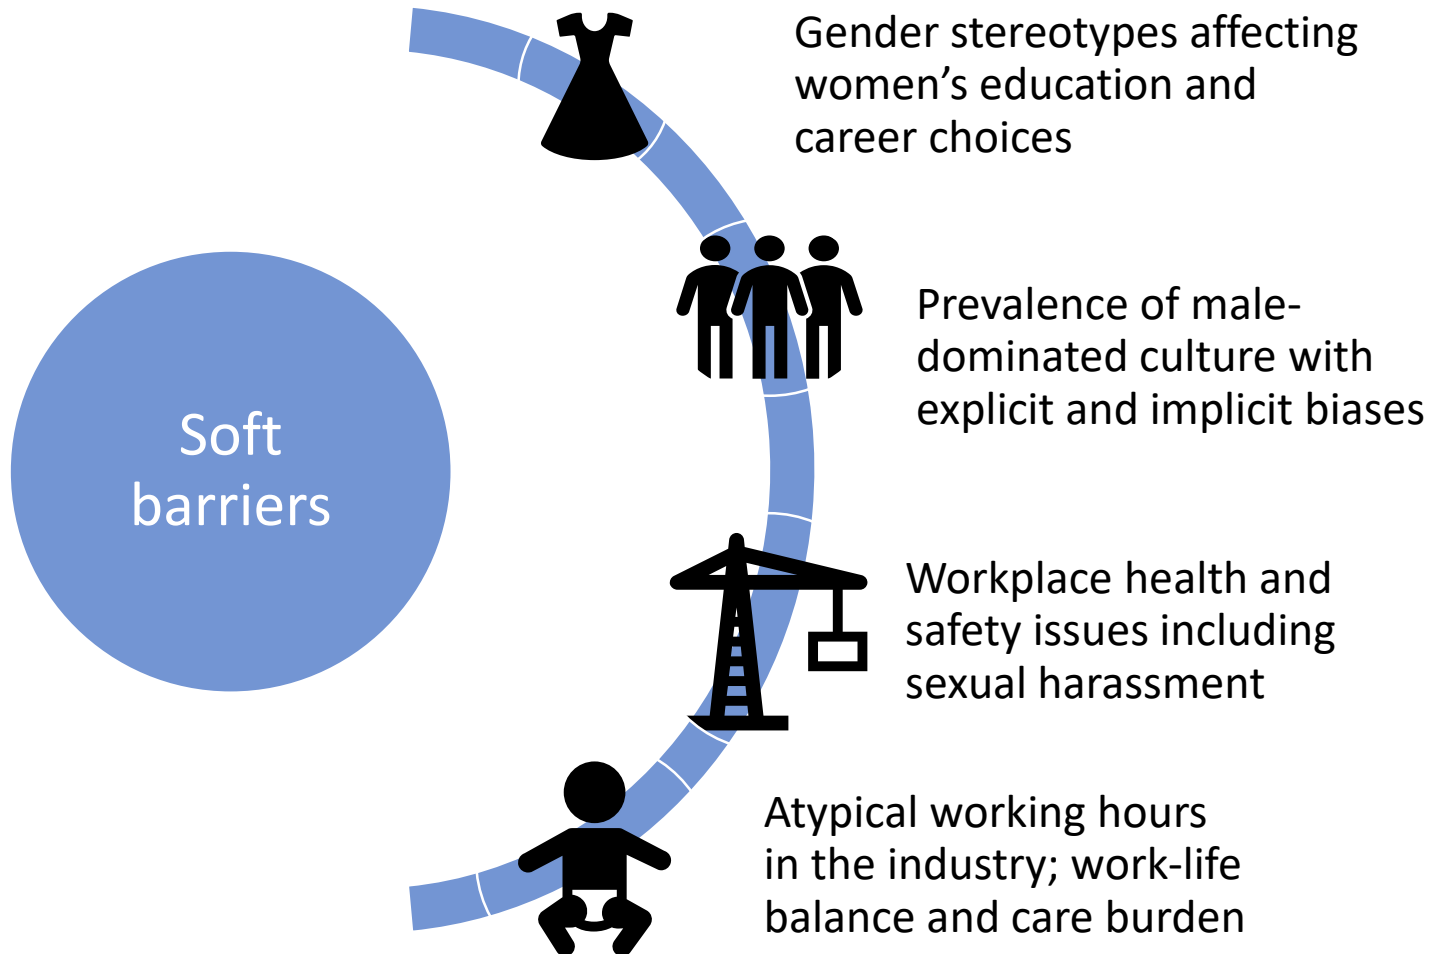 Gender stereotypes affecting
women’s education and
career choices
Prevalence of male-
dominated culture with
explicit and implicit biases
Soft
barriers
Workplace health and
safety issues including
sexual harassment
Atypical working hours
in the industry; work-life
balance and care burden